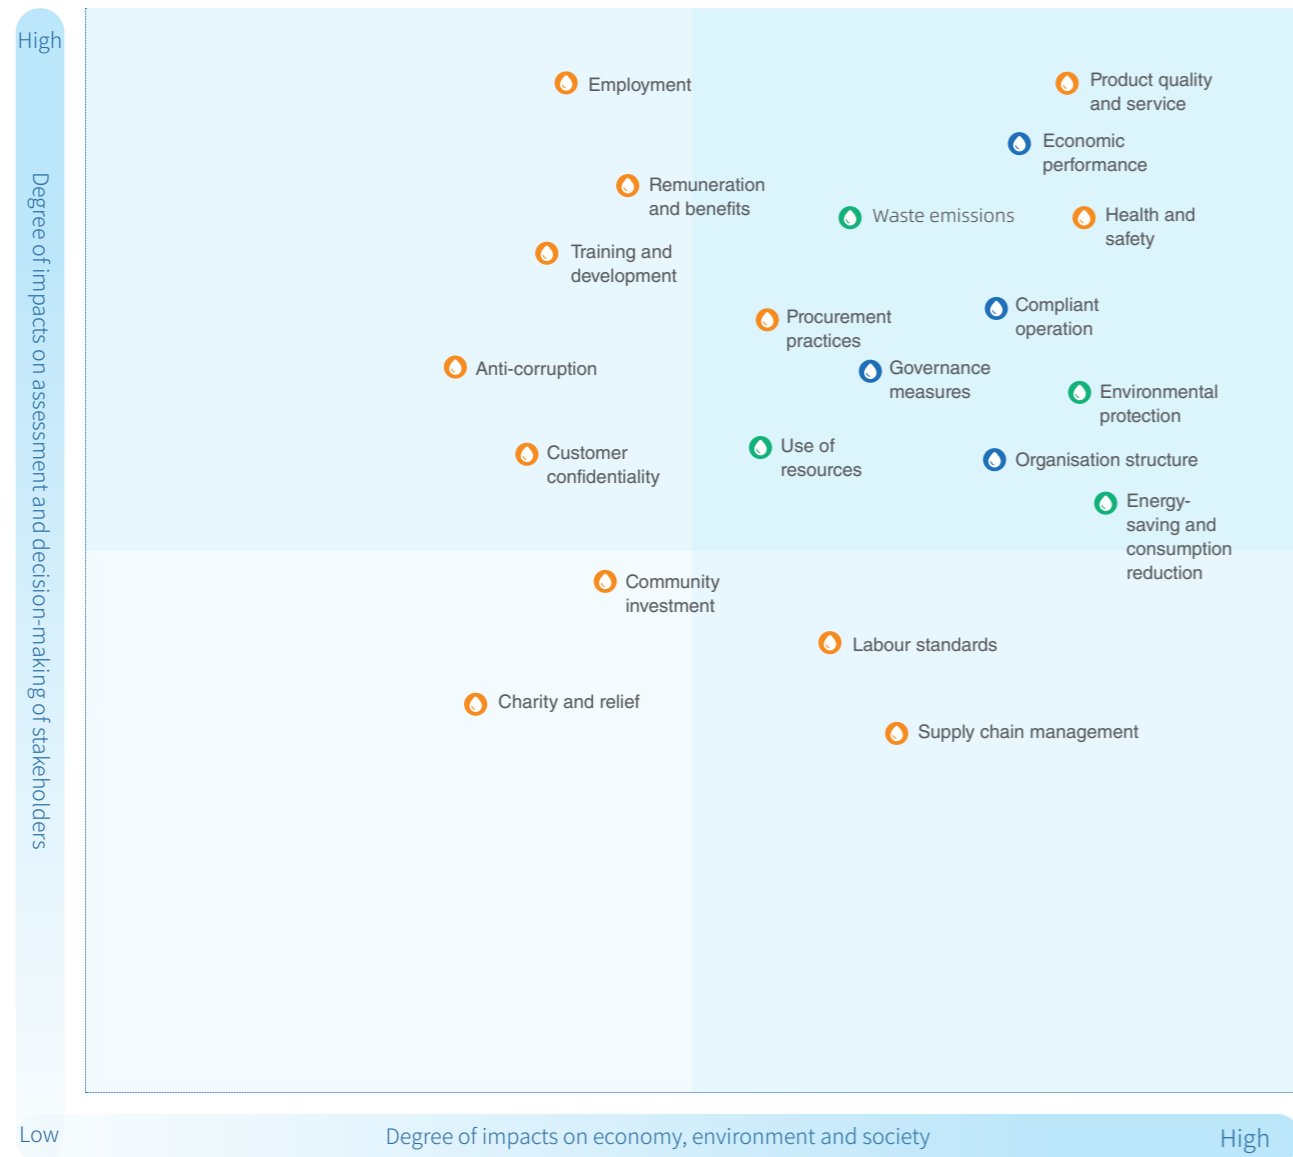 High
Degree of impacts on assessment and decision-making of stakeholders
Employment
Product quality
and service
Economic
performance
Remuneration
and benefits
Waste emissions
Health and
safety
Training and
development
Procurement
practices
Compliant
operation
Anti-corruption
Governance
measures
Environmental
protection
Customer
confidentiality
Use of
resources
Organisation structure
Energy-
saving and
consumption
reduction
Community
investment
Labour standards
Charity and relief
Supply chain management
Low
Degree of impacts on economy, environment and society
High